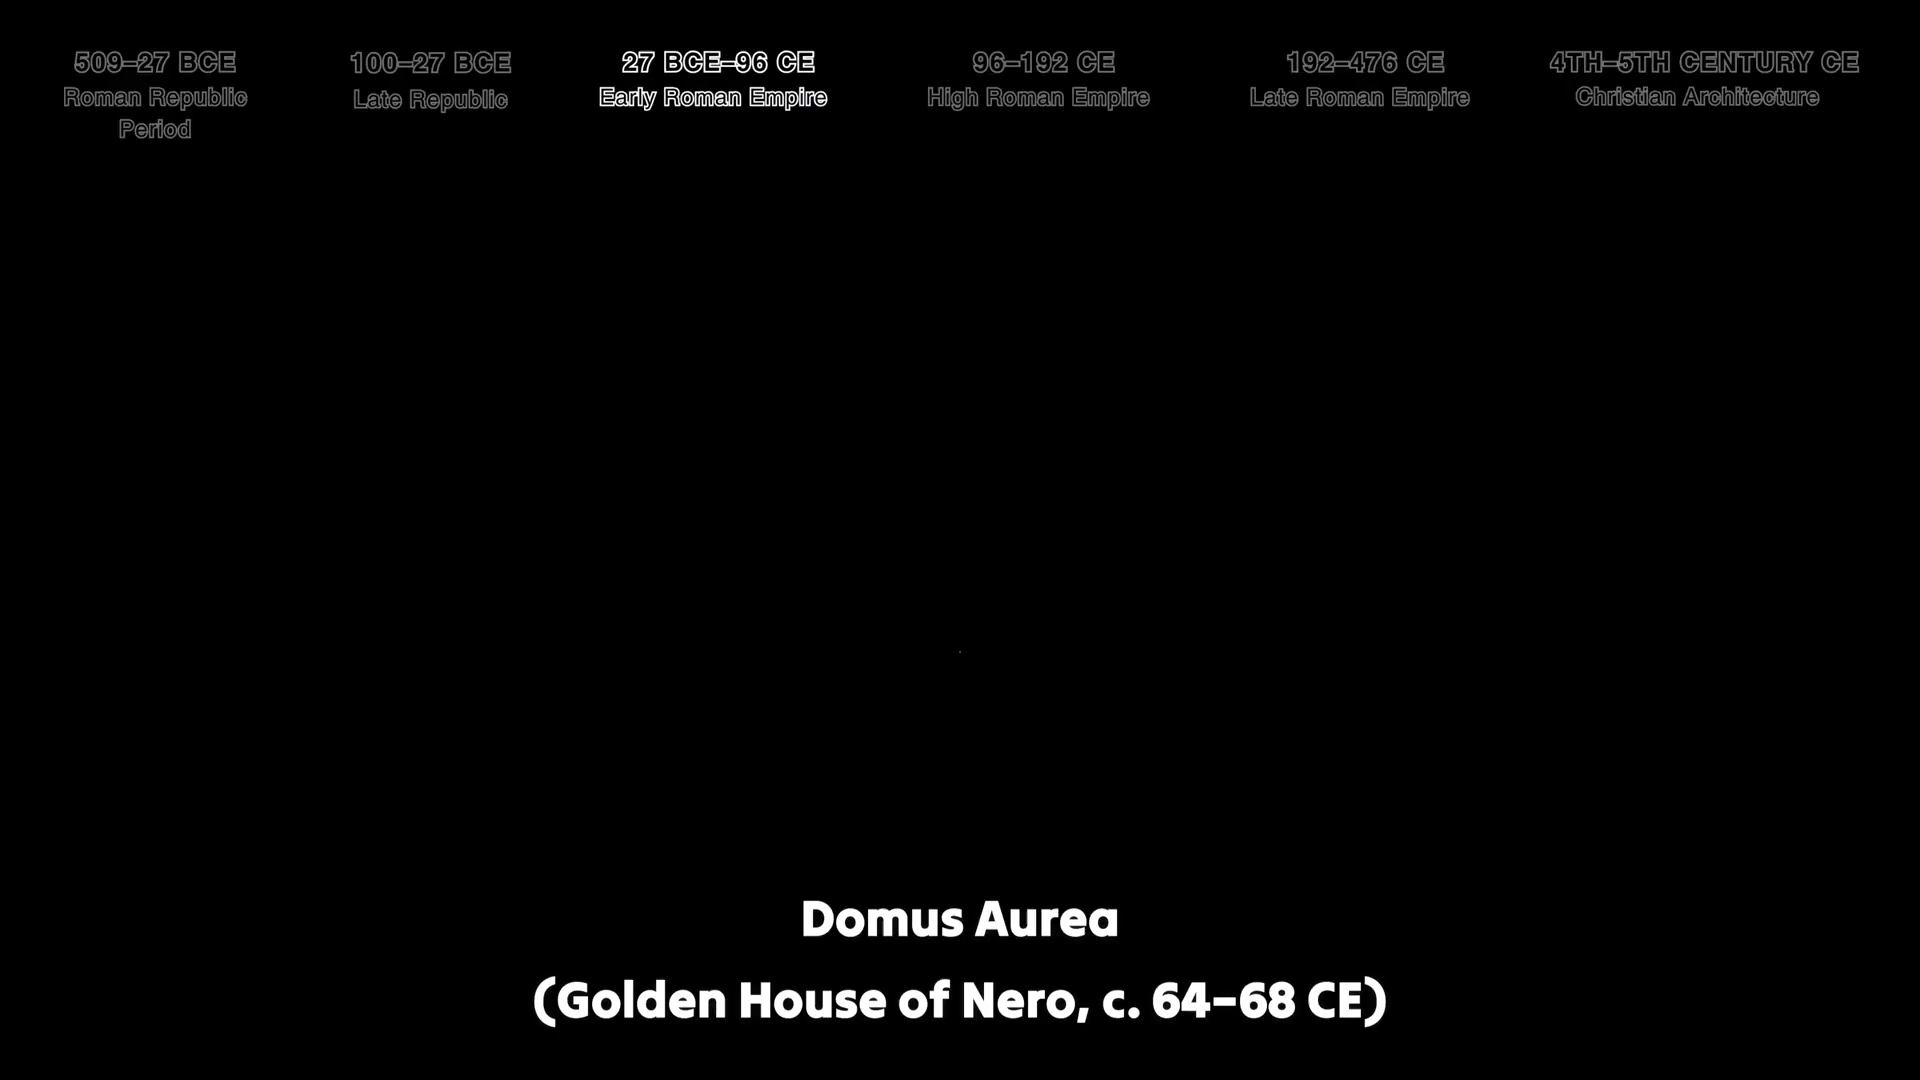 509–27 BCE
Roman Republic
Period
100–27 BCE
Late Republic
27 BCE–96 CE
Early Roman Empire
96–192 CE
High Roman Empire
192–476 CE
Late Roman Empire
4TH–5TH CENTURY CE
Christian Architecture
Domus Aurea
(Golden House of Nero, c. 64–68 CE)